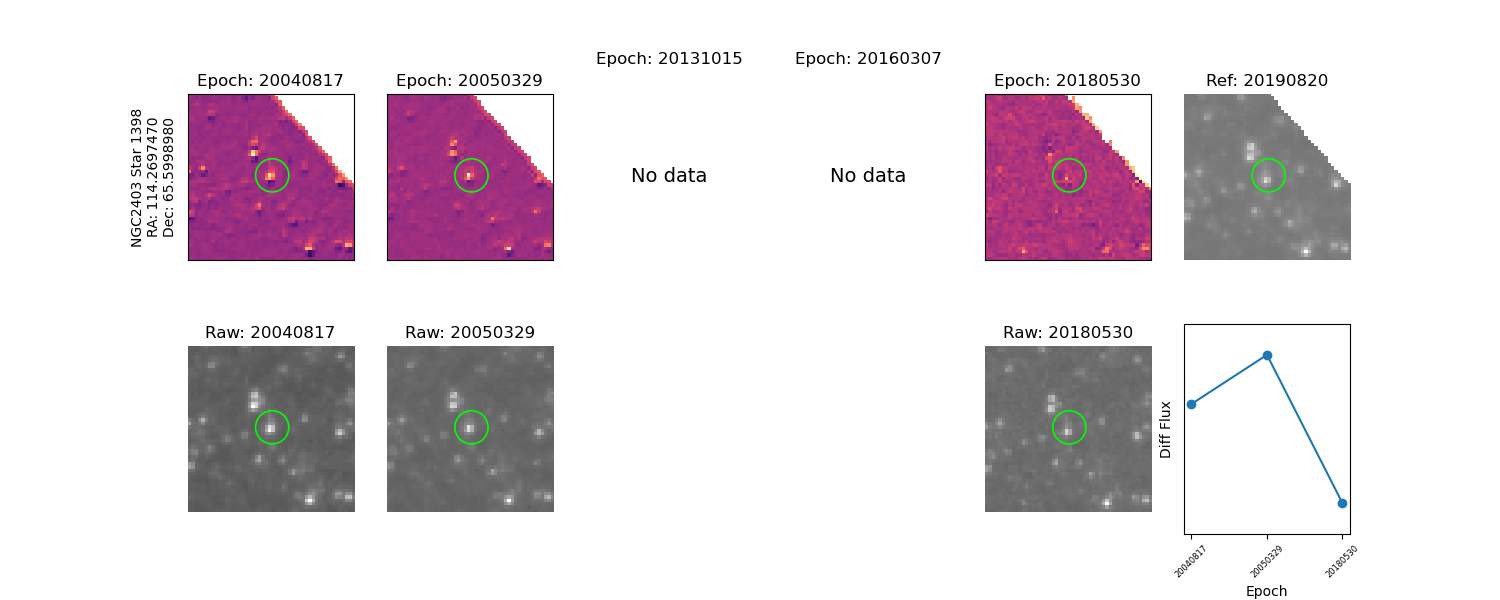 Epoch: 20131015
Epoch: 20160307
Epoch: 20040817
Epoch: 20050329
Epoch: 20180530
Ref: 20190820
NGC2403 Star 1398
RA: 114.2697470
Dec: 65.5998980
No data
No data
Raw: 20040817
Raw: 20050329
Raw: 20180530
Diff Flux
20040817
20050329
20180530
Epoch